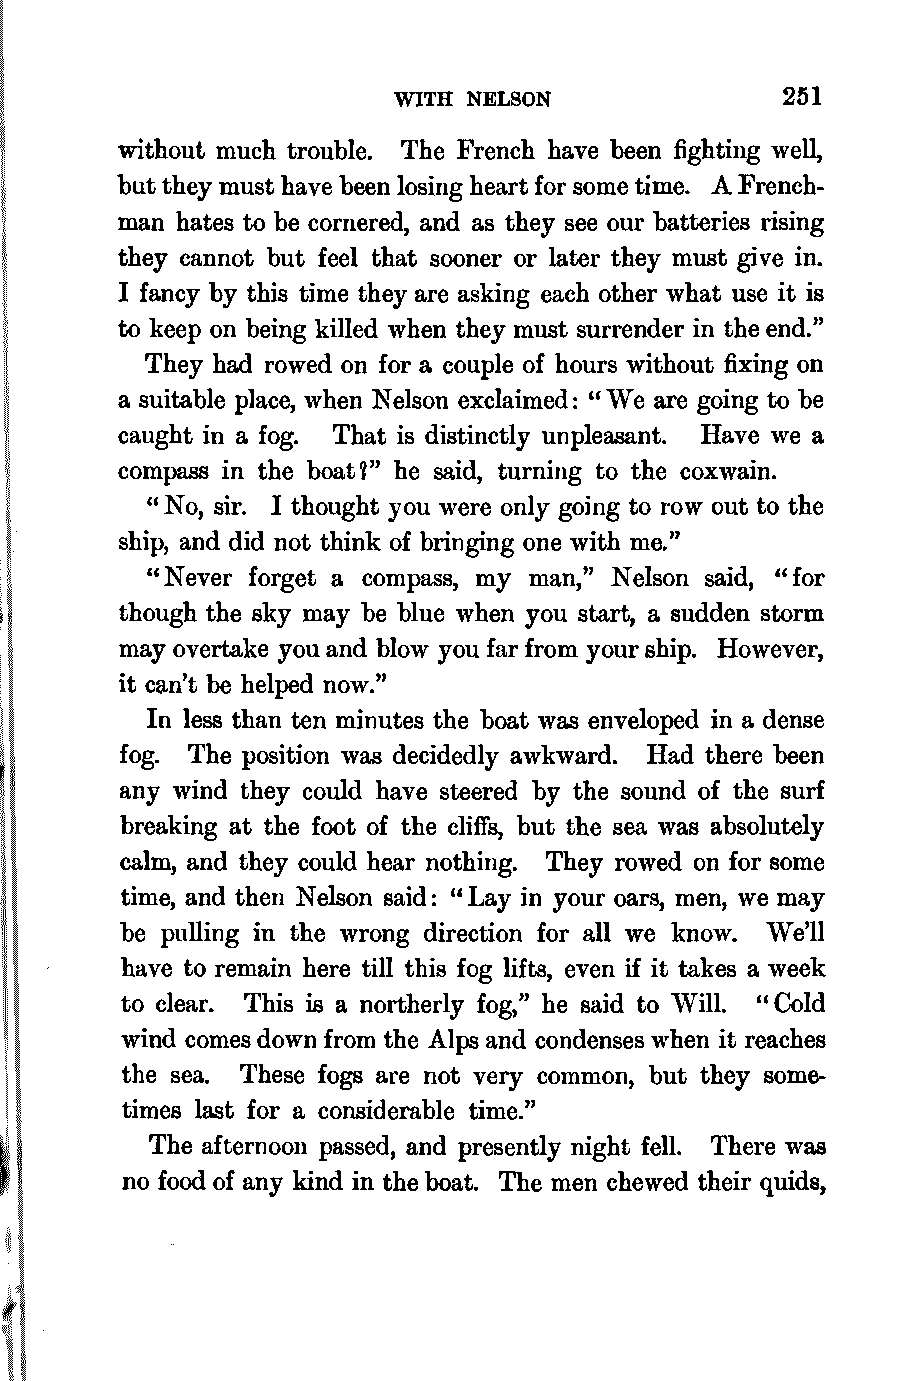 WITH NELSON 251
without much trouble. The French have been fighting well,
but they must have been losing heart for some time. A French-
man hates to be cornered, and as they see our batteries rising
they cannot but feel that sooner or later they must give in.
I fancy by this time they are asking each other what use it is
to keep on being killed when they must surrender in the end.”
They had rowed on for a couple of hours without fixing on
a suitable place, when Nelson exclaimed: “We are going to be
caught in a fog. That is distinctly unpleasant. Have we a
compass in the boat?” he said, turning to the coxwain.
“No, sir. I thought you were only going to row out to the
ship, and did not think of bringing one with me.”
“Never forget a compass, my man,” Nelson said, “for
though the sky may be blue when you start, a sudden storm
may overtake you and blow you far from your ship. However,
it can’t be helped now.”
In less than ten minutes the boat was enveloped in a dense
fog. The position was decidedly awkward. Had there been
any wind they could have steered by the sound of the surf
breaking at the foot of the cliffs, but the sea was absolutely
calm, and they could hear nothing. They rowed on for some
time, and then Nelson said: “Lay in your oars, men, we may
be pulling in the wrong direction for all we know. We’ll
have to remain here till this fog lifts, even if it takes a week
to clear. This is a northerly fog,” he said to Will. “Cold
wind comes down from the Alps and condenses when it reaches
the sea. These fogs are not very common, but they some-
times last for a considerable time.”
The afternoon passed, and presently night fell. There was
no food of any kind in the boat. The men chewed their quids,